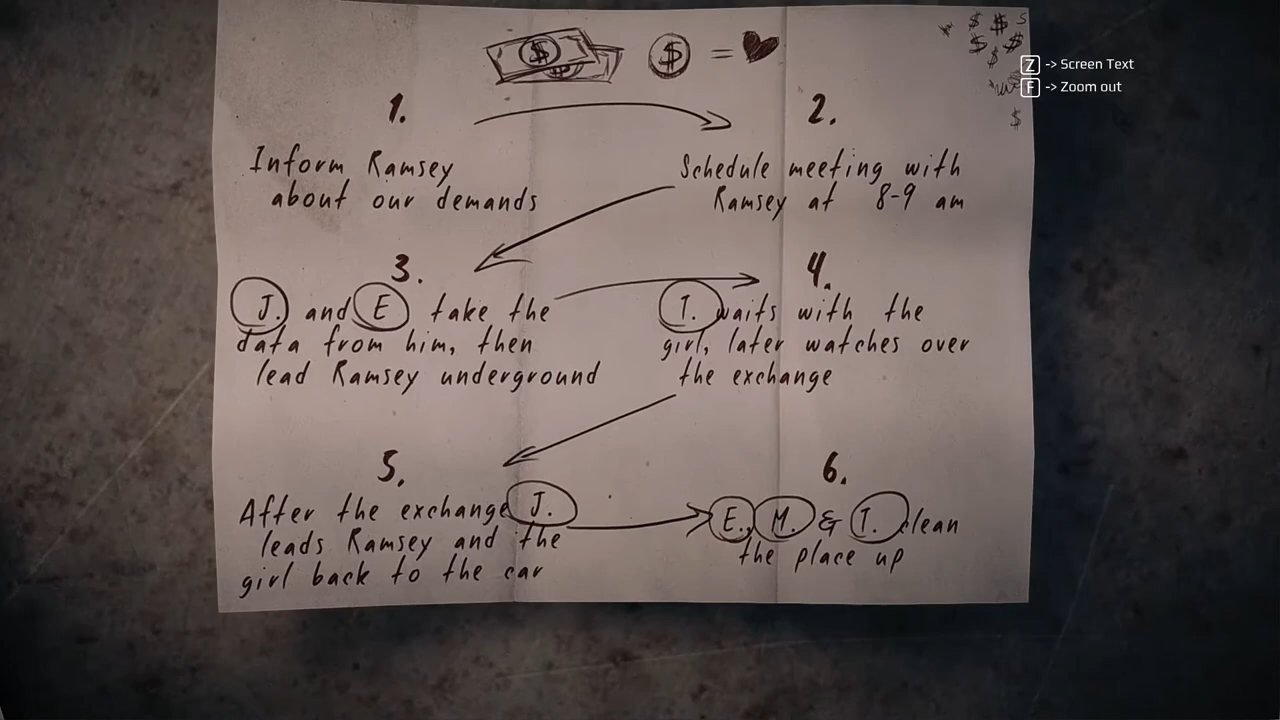 $ $ = ♥
$ $ S
$ $
$
$
Z -> Screen Text
F -> Zoom out
1.
Inform Ramsey
about our demands
2.
Schedule meeting with
Ramsey at 8-9 am
3.
J. and E take the
data from him, then
lead Ramsey underground
4.
T. waits with the
girl, later watches over
the exchange
5.
After the exchange J.
leads Ramsey and the
girl back to the car
6.
E., M. & T. clean
the place up